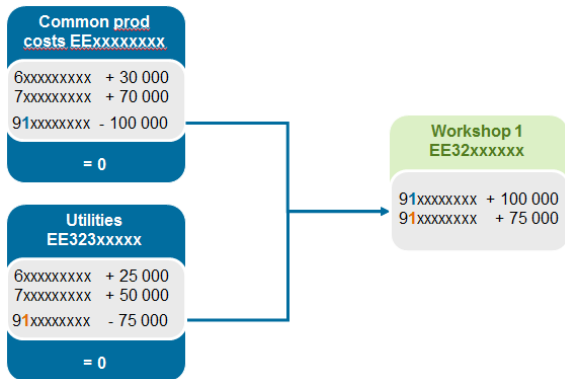 Common prod
costs EExxxxxxxx
6xxxxxxxxx + 30 000
7xxxxxxxxx + 70 000
91xxxxxxxx - 100 000
= 0
Utilities
EE323xxxxx
6xxxxxxxxx + 25 000
7xxxxxxxxx + 50 000
91xxxxxxxx - 75 000
= 0
Workshop 1
EE32xxxxxx
91xxxxxxxx + 100 000
91xxxxxxxx + 75 000